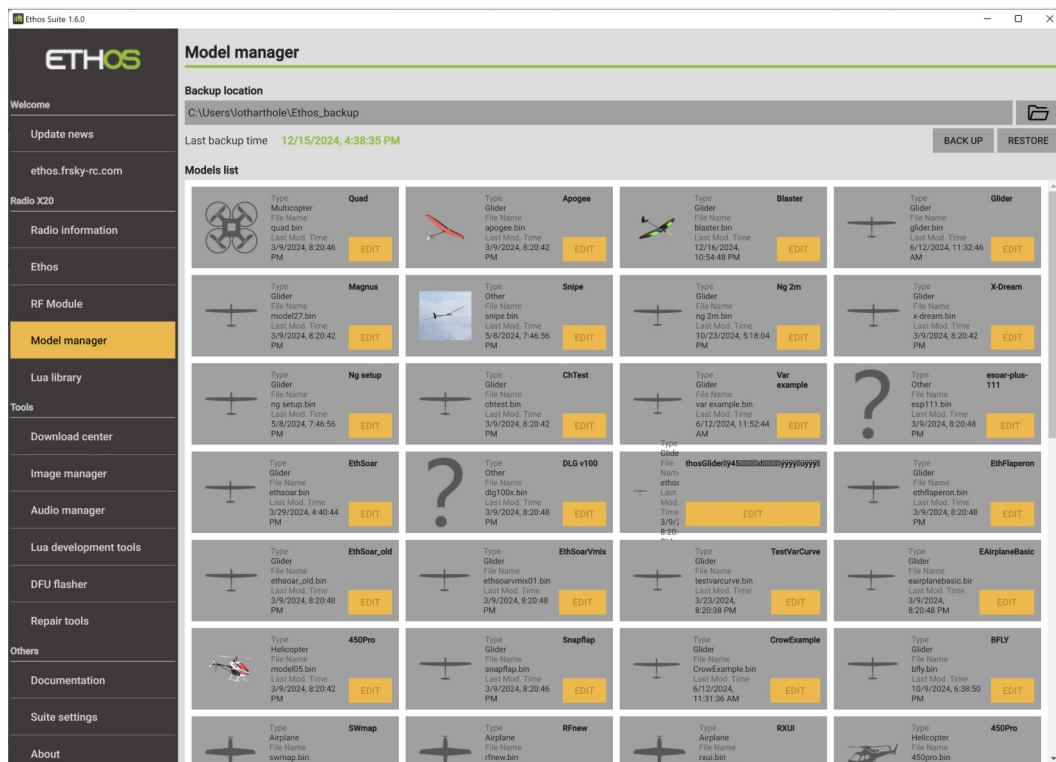 Ethos Suite 1.6.0
ETHOS
Welcome
Update news
ethos.frsky-rc.com
Radio X20
Radio information
Ethos
RF Module
Model manager
Lua library
Tools
Download center
Image manager
Audio manager
Lua development tools
DFU flasher
Repair tools
Others
Documentation
Suite settings
About
Model manager
Backup location
C:\Users\lotharthole\Ethos_backup
Last backup time 12/15/2024, 4:38:35 PM
BACK UP
RESTORE
Models list
Type
Multicopter
File Name
quad.bin
Last Mod. Time
3/9/2024, 8:20:46
PM
Quad
EDIT
Type
Glider
File Name
apogee.bin
Last Mod. Time
3/9/2024, 8:20:42
PM
Apogee
EDIT
Type
Glider
File Name
blaster.bin
Last Mod. Time
12/16/2024,
10:54:48 PM
Blaster
EDIT
Type
Glider
File Name
glider.bin
Last Mod. Time
6/12/2024, 11:32:46
AM
Glider
EDIT
Type
Glider
File Name
model27.bin
Last Mod. Time
3/9/2024, 8:20:42
PM
Magnus
EDIT
Type
Other
File Name
snipe.bin
Last Mod. Time
5/8/2024, 7:46:56
PM
Snipe
EDIT
Type
Glider
File Name
ng 2m.bin
Last Mod. Time
10/23/2024, 5:18:04
PM
Ng 2m
EDIT
Type
Glider
File Name
x-dream.bin
Last Mod. Time
3/9/2024, 8:20:42
PM
X-Dream
EDIT
Type
Glider
File Name
ng setup.bin
Last Mod. Time
5/8/2024, 7:46:56
PM
Ng setup
EDIT
Type
Glider
File Name
chtest.bin
Last Mod. Time
3/9/2024, 8:20:42
PM
ChTest
EDIT
Type
Glider
File Name
var example.bin
Last Mod. Time
6/12/2024, 11:52:44
AM
Var
example
EDIT
Type
Other
File Name
esp111.bin
Last Mod. Time
3/9/2024, 8:20:48
PM
esoar-plus-
111
EDIT
Type
Glider
File Name
ethsoar.bin
Last Mod. Time
3/29/2024, 4:40:44
PM
EthSoar
EDIT
Type
Other
File Name
dlg100x.bin
Last Mod. Time
3/9/2024, 8:20:48
PM
DLG v100
EDIT
Type
Glide
File
Name
ethos
Last
Mod.
Time
3/9/2
8:20:
EDIT
Type
Glider
File Name
ethflaperon.bin
Last Mod. Time
3/9/2024, 8:20:48
PM
EthFlaperon
EDIT
Type
Glider
File Name
ethsoar_old.bin
Last Mod. Time
3/9/2024, 8:20:48
PM
EthSoar_old
EDIT
Type
Glider
File Name
ethsoarvmix01.bin
Last Mod. Time
3/9/2024, 8:20:48
PM
EthSoarVmix
EDIT
Type
Glider
File Name
testvarcurve.bin
Last Mod. Time
3/23/2024,
8:20:38 PM
TestVarCurve
EDIT
Type
Glider
File Name
eairplanebasic.bir
Last Mod. Time
3/9/2024,
8:20:48 PM
EAirplaneBasic
EDIT
Type
Helicopter
File Name
model05.bin
Last Mod. Time
3/9/2024, 8:20:42
PM
450Pro
EDIT
Type
Glider
File Name
snapflap.bin
Last Mod. Time
3/9/2024, 8:20:46
PM
Snapflap
EDIT
Type
Glider
File Name
CrowExample.bin
Last Mod. Time
6/12/2024,
11:31:36 AM
CrowExample
EDIT
Type
Glider
File Name
bfly.bin
Last Mod. Time
10/9/2024, 6:38:50
PM
BFLY
EDIT
Type
Airplane
File Name
swmap.bin
SWmap
Type
Airplane
File Name
rfnew.bin
RFnew
Type
Airplane
File Name
rxui.bin
RXUI
Type
Helicopter
File Name
450pro.bin
450Pro